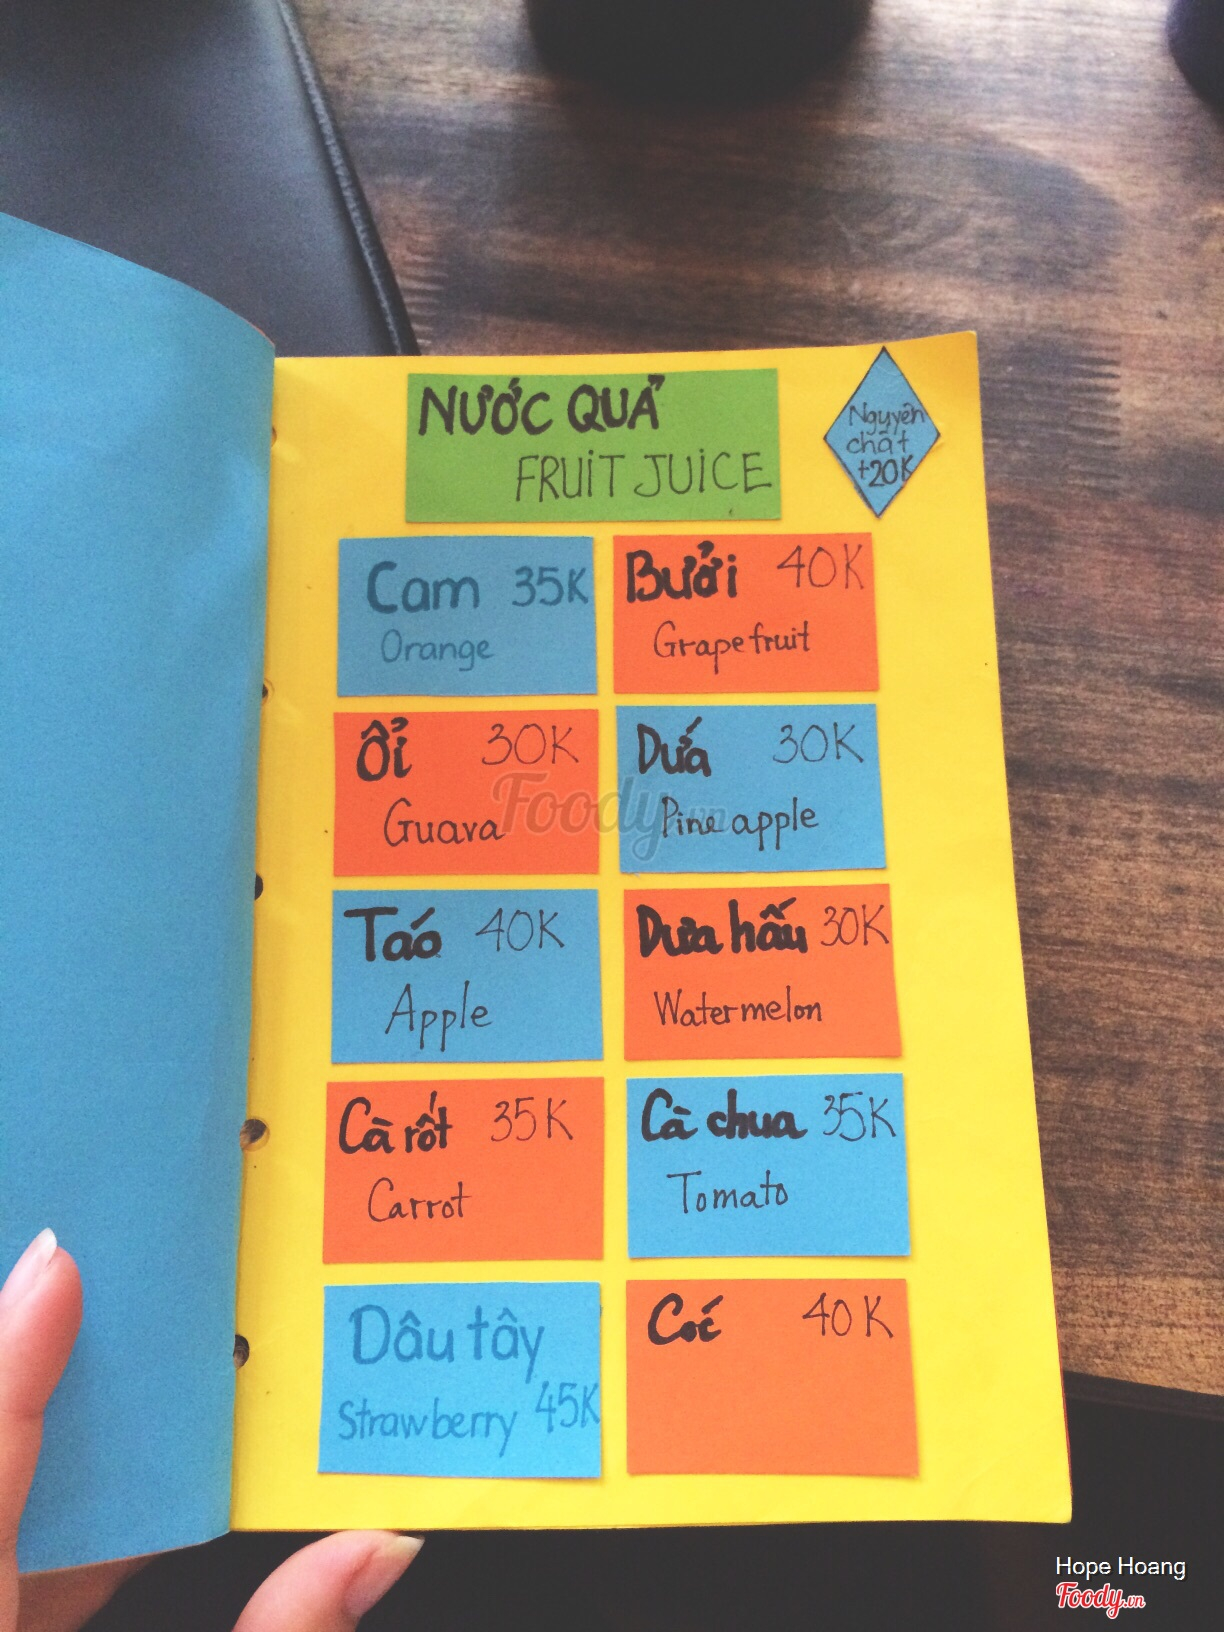 NƯỚC QUẢ
FRUIT JUICE
Nguyên
chất
+20K
Cam 35K
Orange
Bưởi 40K
Grapefruit
Ổi 30K
Guava
Dứa 30K
Pineapple
Táo 40K
Apple
Dưa hấu 30K
Watermelon
Cà rốt 35K
Carrot
Cà chua 35K
Tomato
Dâu tây
Strawberry 45K
Cóc 40K
Foody.vn
Hope Hoang
Foody.vn